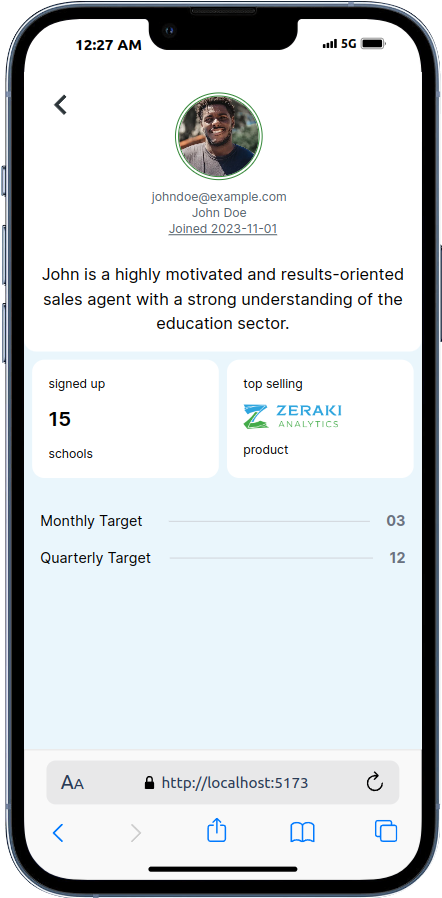 12:27 AM
5G
johndoe@example.com
John Doe
Joined 2023-11-01
John is a highly motivated and results-oriented
sales agent with a strong understanding of the
education sector.
signed up
15
schools
top selling
ZERAKI
ANALYTICS
product
Monthly Target 03
Quarterly Target 12
AA
http://localhost:5173